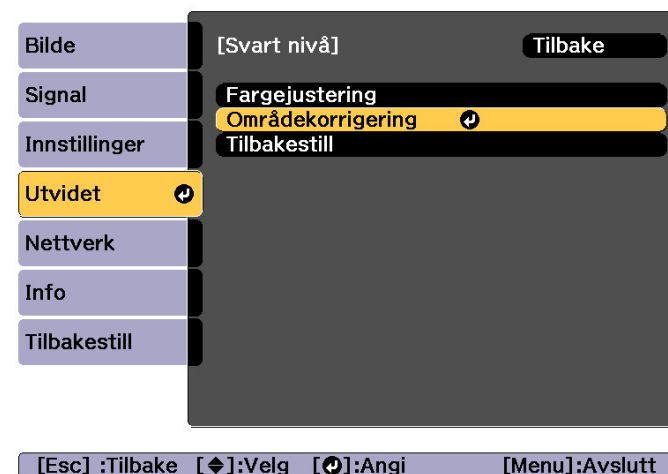 Bilde
Signal
Innstillinger
Utvidet
Nettverk
Info
Tilbakestill
[Svart nivå] Tilbake
Fargejustering
Områdekorrigering
Tilbakestill
[Esc] :Tilbake [◆]:Velg [↵]:Angi [Menu]:Avslutt